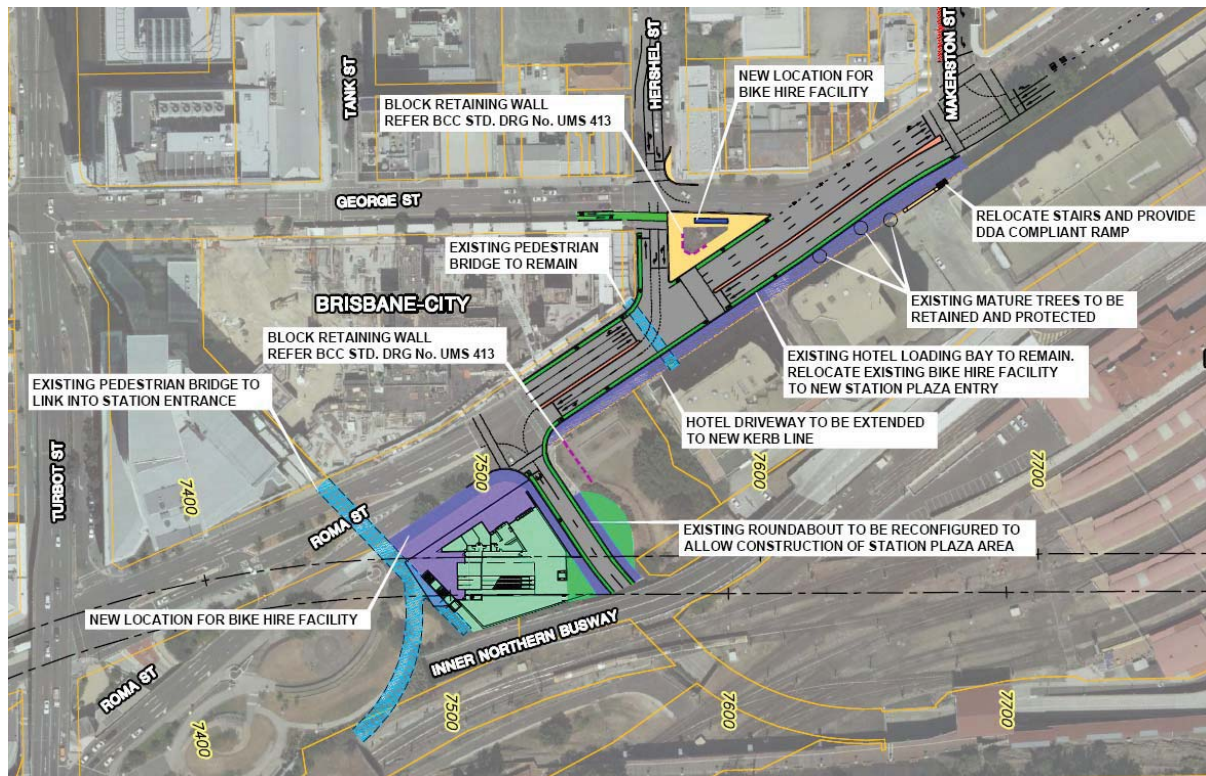 HERSHEL ST
MAKERSTON ST
TANK ST
NEW LOCATION FOR
BIKE HIRE FACILITY
BLOCK RETAINING WALL
REFER BCC STD. DRG No. UMS 413
GEORGE ST
RELOCATE STAIRS AND PROVIDE
DDA COMPLIANT RAMP
EXISTING PEDESTRIAN
BRIDGE TO REMAIN
BRISBANE-CITY
EXISTING MATURE TREES TO BE
RETAINED AND PROTECTED
BLOCK RETAINING WALL
REFER BCC STD. DRG No. UMS 413
EXISTING HOTEL LOADING BAY TO REMAIN.
RELOCATE EXISTING BIKE HIRE FACILITY
TO NEW STATION PLAZA ENTRY
EXISTING PEDESTRIAN BRIDGE TO
LINK INTO STATION ENTRANCE
HOTEL DRIVEWAY TO BE EXTENDED
TO NEW KERB LINE
TURBOT ST
7400
7500
7600
7700
ROMA ST
EXISTING ROUNDABOUT TO BE RECONFIGURED TO
ALLOW CONSTRUCTION OF STATION PLAZA AREA
NEW LOCATION FOR BIKE HIRE FACILITY
INNER NORTHERN BUSWAY
ROMA ST
7400
7500
7600
7700